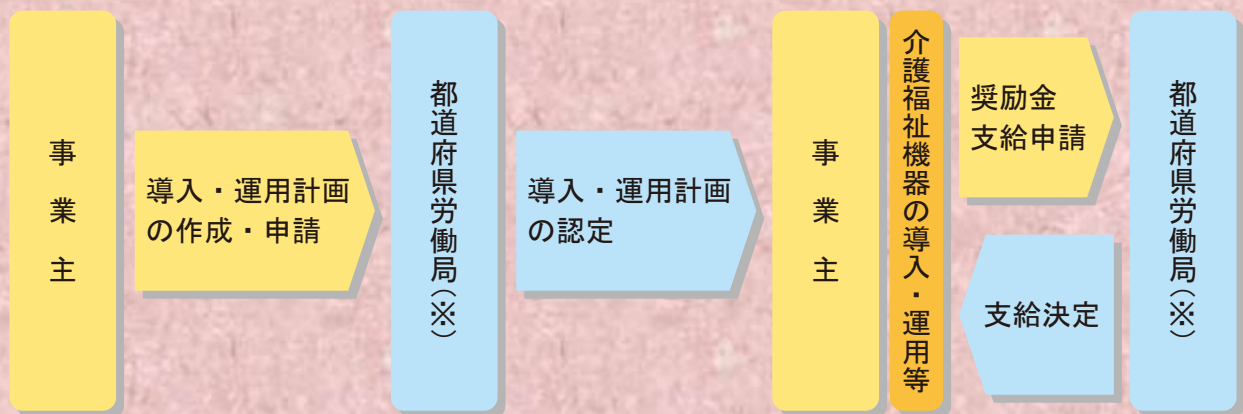 事業主
導入・運用計画
の作成・申請
都道府県労働局（※）
導入・運用計画
の認定
事業主
介護福祉機器の導入・運用等
奨励金
支給申請
支給決定
都道府県労働局（※）